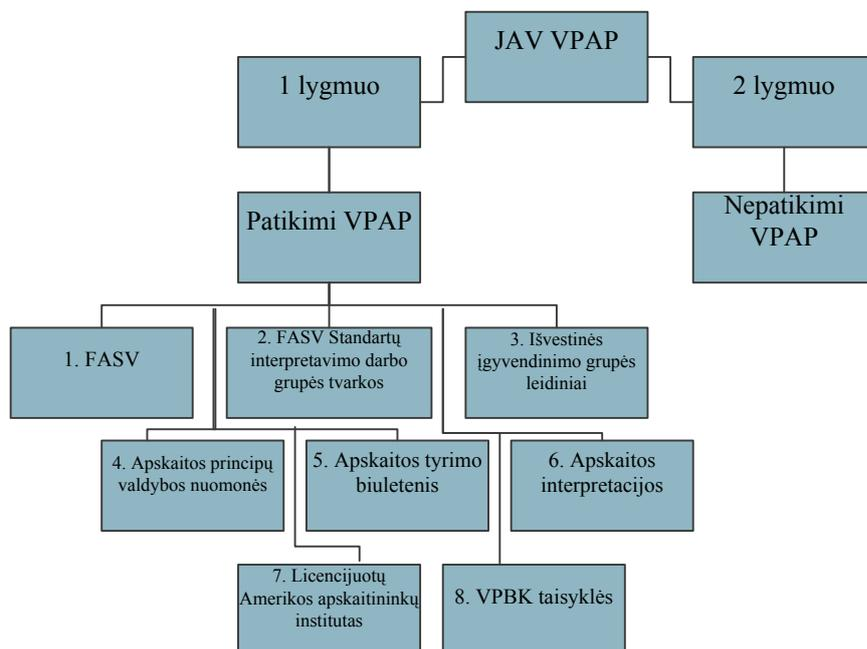 JAV VPAP
1 lygmuo
2 lygmuo
Patikimi VPAP
Nepatikimi
VPAP
1. FASV
2. FASV Standartų
interpretavimo darbo
grupės tvarkos
3. Išvestinės
įgyvendinimo grupės
leidiniai
4. Apskaitos principų
valdybos nuomonės
5. Apskaitos tyrimo
biuletenis
6. Apskaitos
interpretacijos
7. Licencijuotų
Amerikos apskaitininkų
institutas
8. VPBK taisyklės